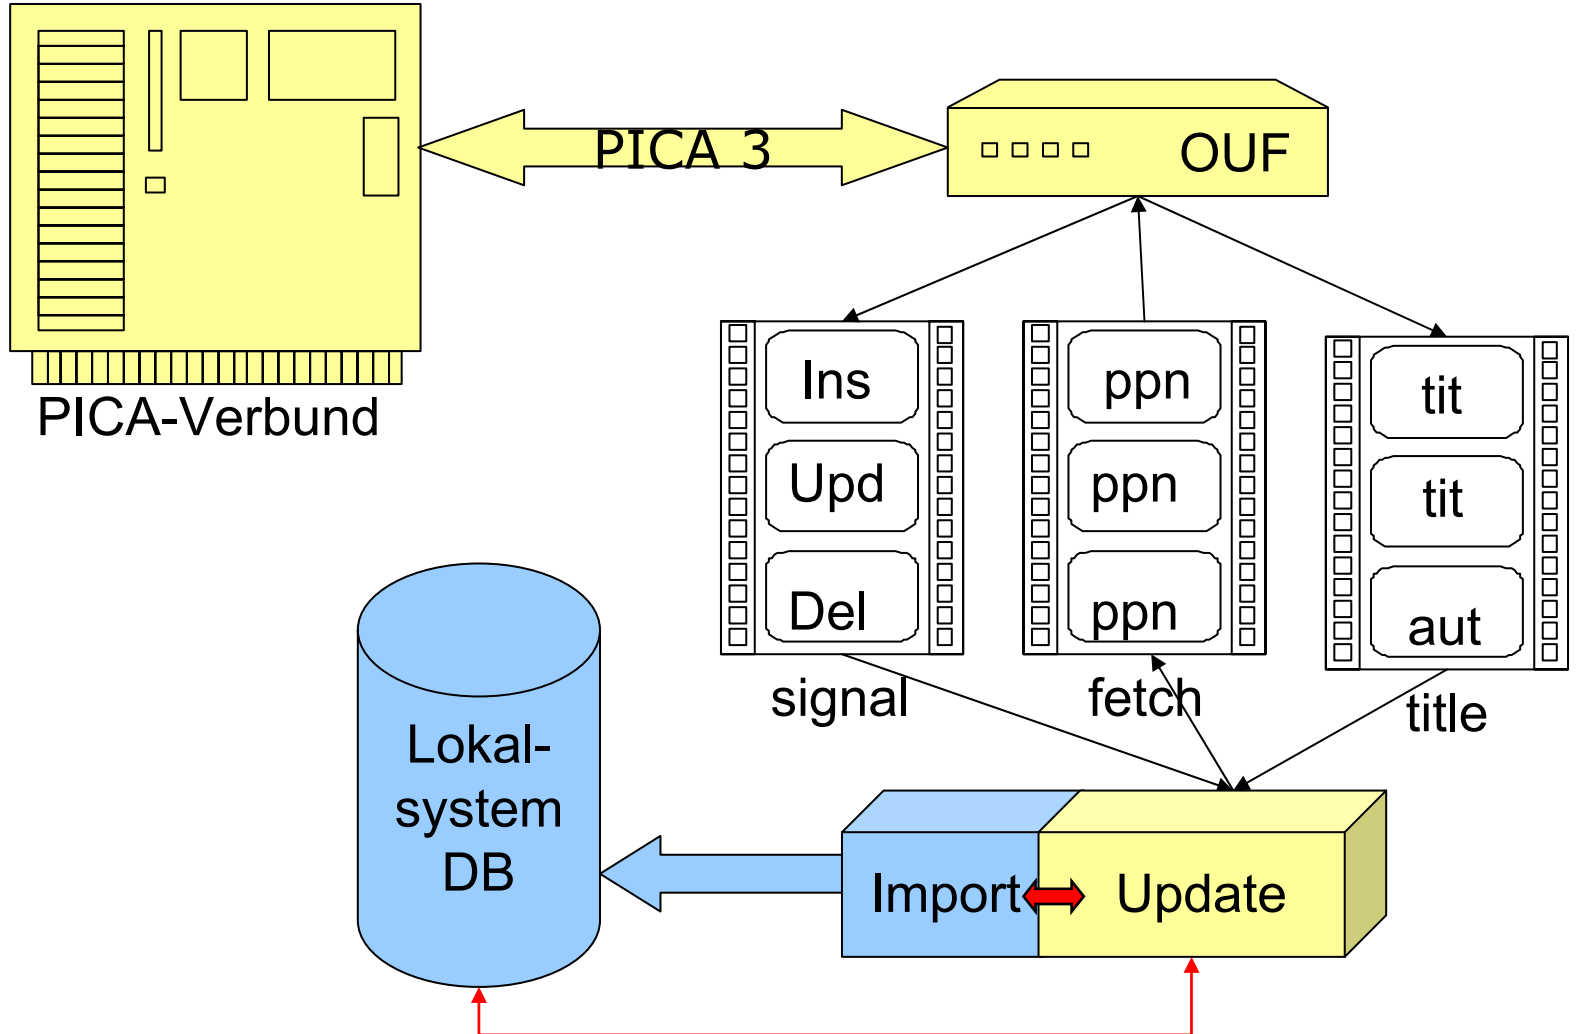 PICA 3
OUF
PICA-Verbund
Ins
Upd
Del
signal
ppn
ppn
ppn
fetch
tit
tit
aut
title
Lokal-
system
DB
Import
Update